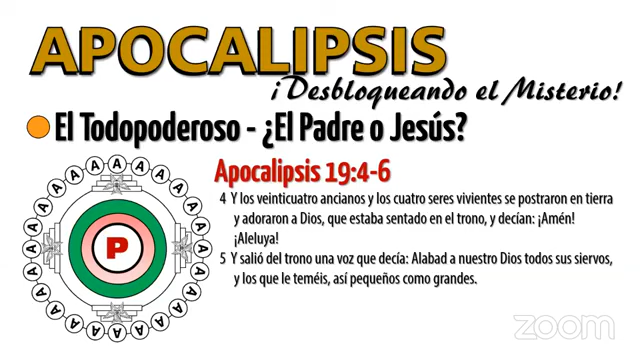 APOCALIPSIS
¡Desbloqueando el Misterio!
El Todopoderoso - ¿El Padre o Jesús?
Apocalipsis 19:4-6
4 Y los veinticuatro ancianos y los cuatro seres vivientes se postraron en tierra
y adoraron a Dios, que estaba sentado en el trono, y decían: ¡Amén!
¡Aleluya!
5 Y salió del trono una voz que decía: Alabad a nuestro Dios todos sus siervos,
y los que le teméis, así pequeños como grandes.
A A A A A A A A A A A A A A A A A A A A A A A A
P
zoom